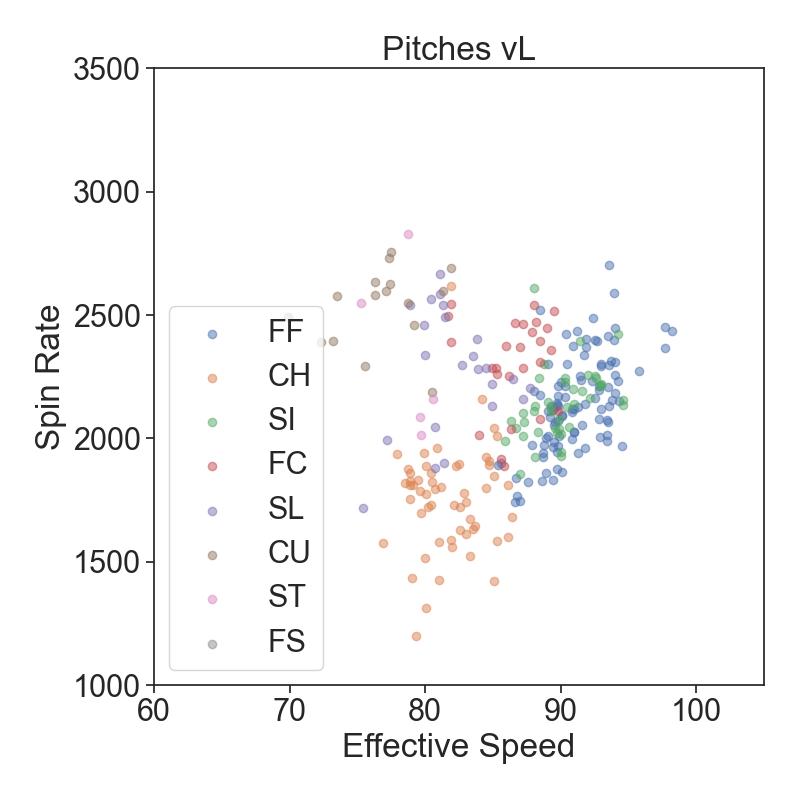 Pitches vL
3500
3000
2500
2000
1500
1000
Spin Rate
FF
CH
SI
FC
SL
CU
ST
FS
60 70 80 90 100
Effective Speed